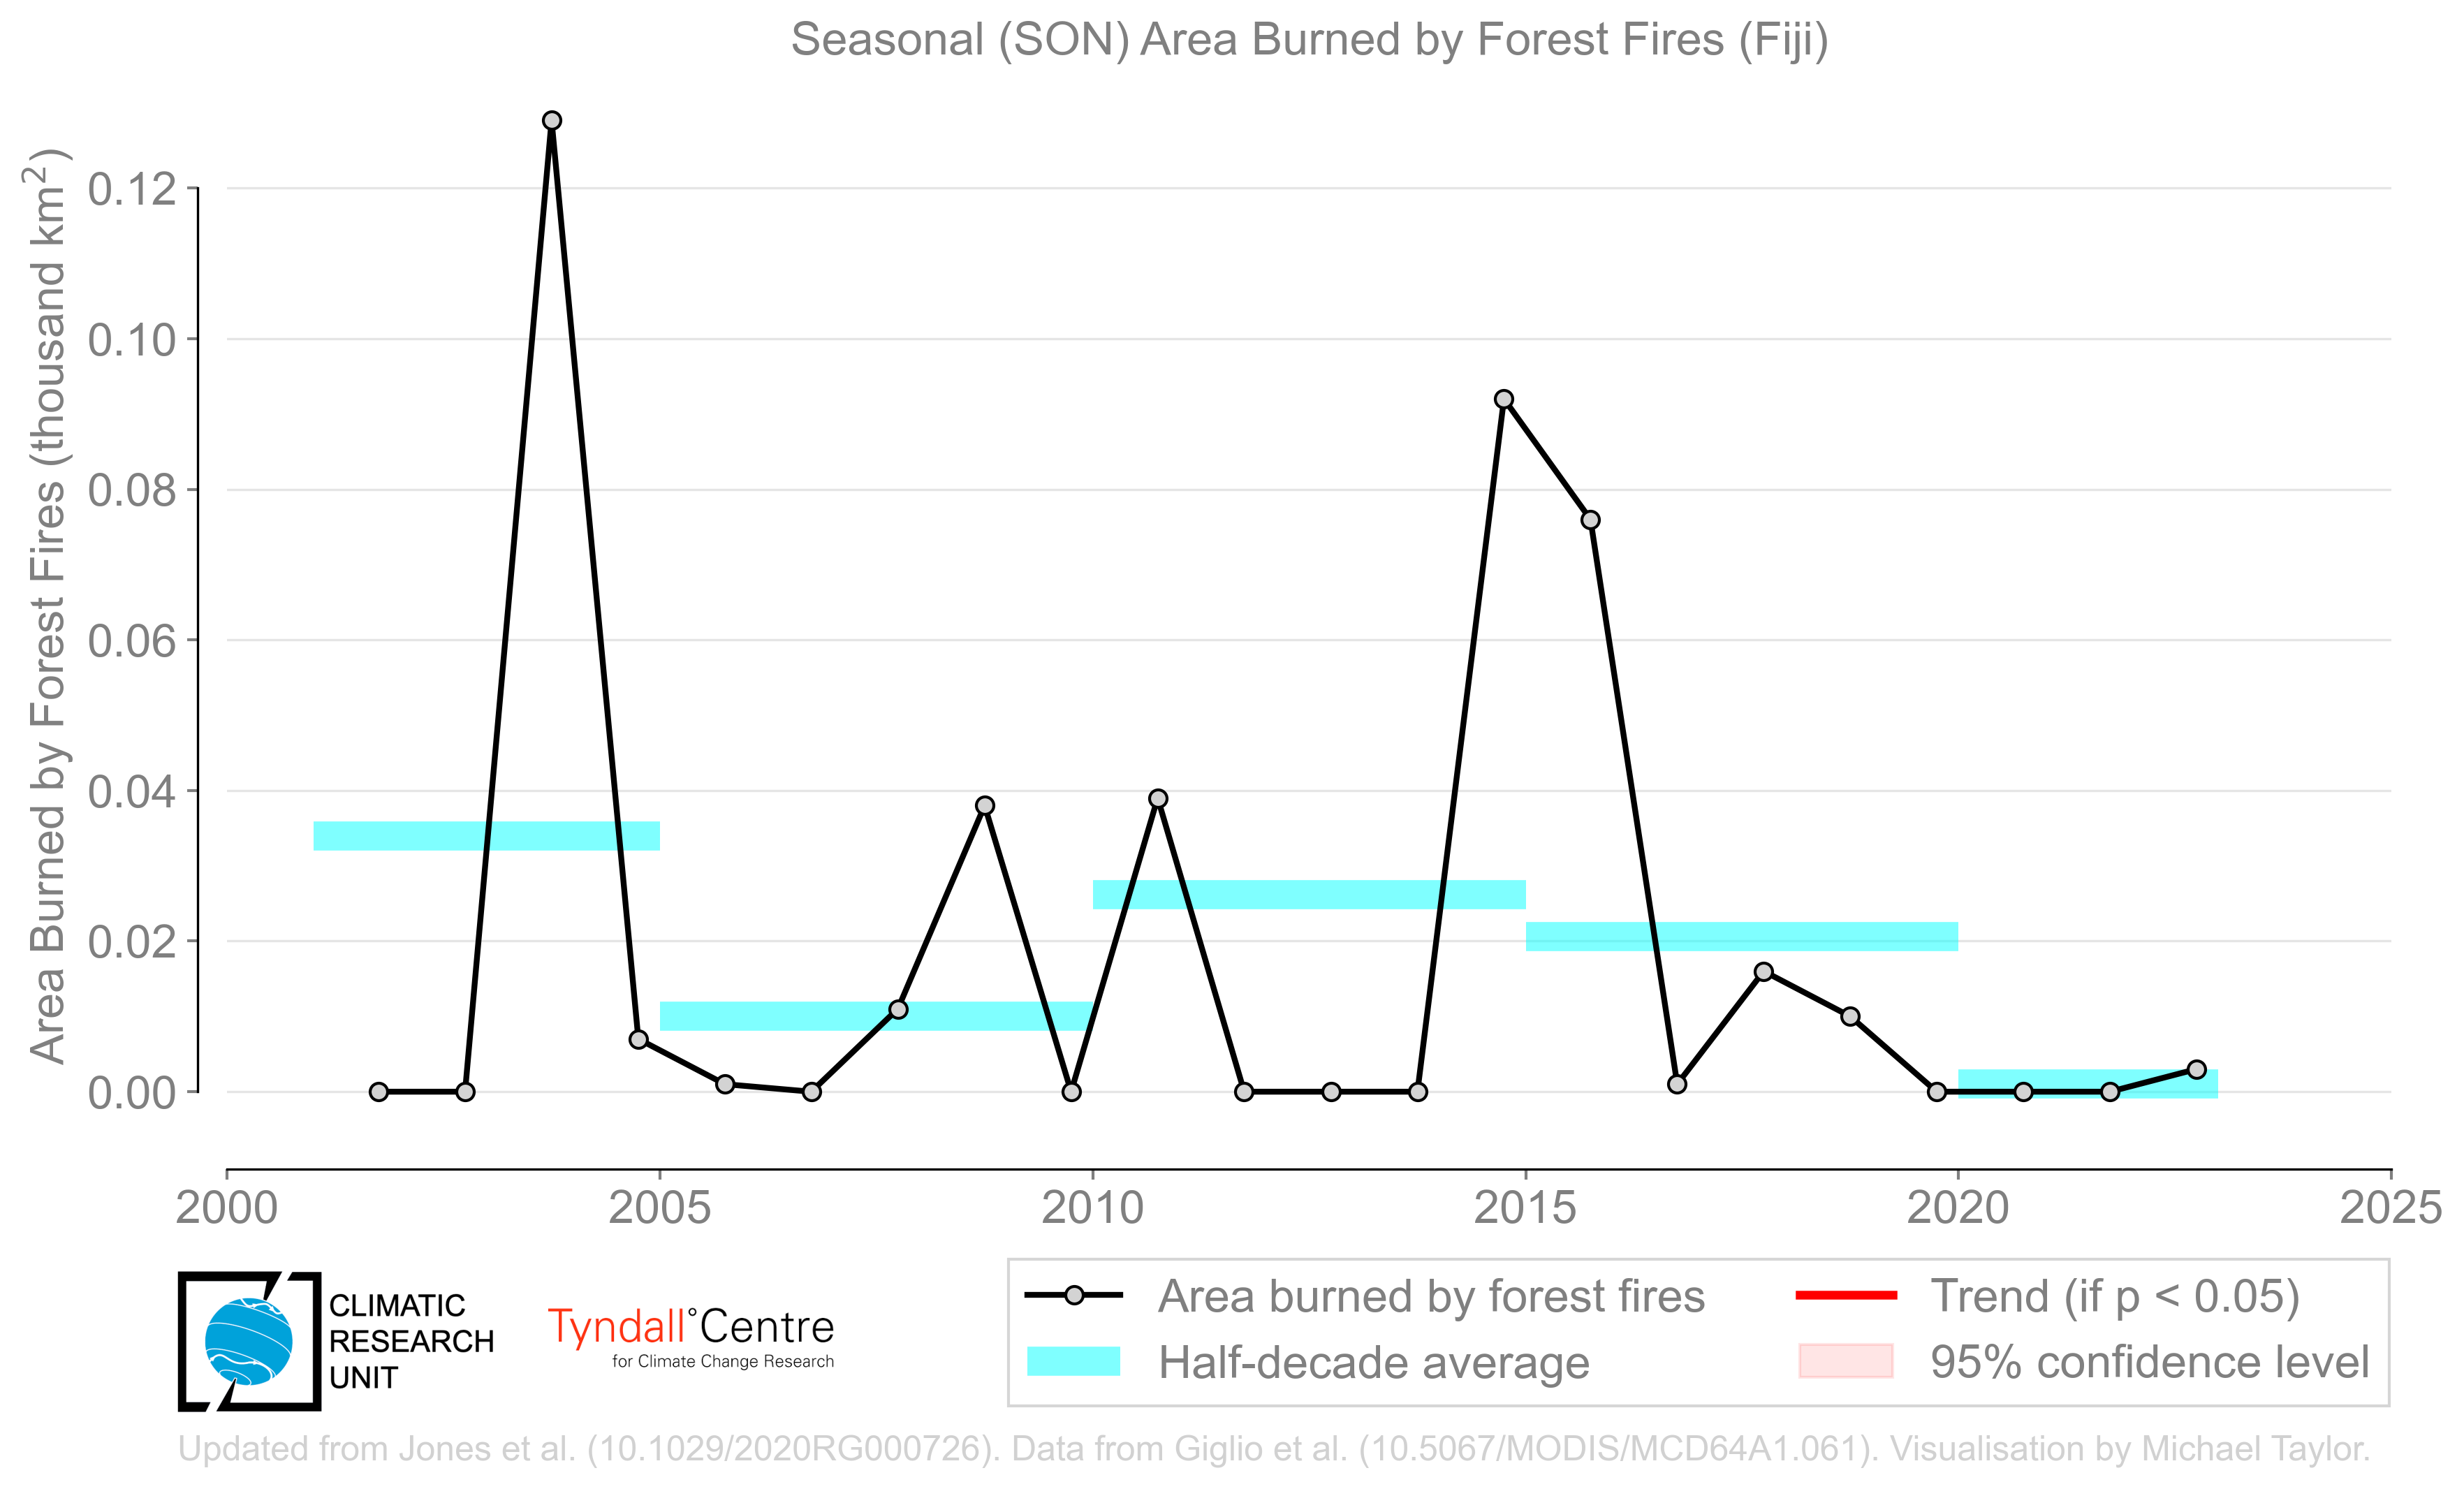 Seasonal (SON) Area Burned by Forest Fires (Fiji)
Area Burned by Forest Fires (thousand km²)
0.12
0.10
0.08
0.06
0.04
0.02
0.00
2000 2005 2010 2015 2020 2025
CLIMATIC
RESEARCH
UNIT
Tyndall°Centre
for Climate Change Research
Area burned by forest fires
Half-decade average
Trend (if p < 0.05)
95% confidence level
Updated from Jones et al. (10.1029/2020RG000726). Data from Giglio et al. (10.5067/MODIS/MCD64A1.061). Visualisation by Michael Taylor.